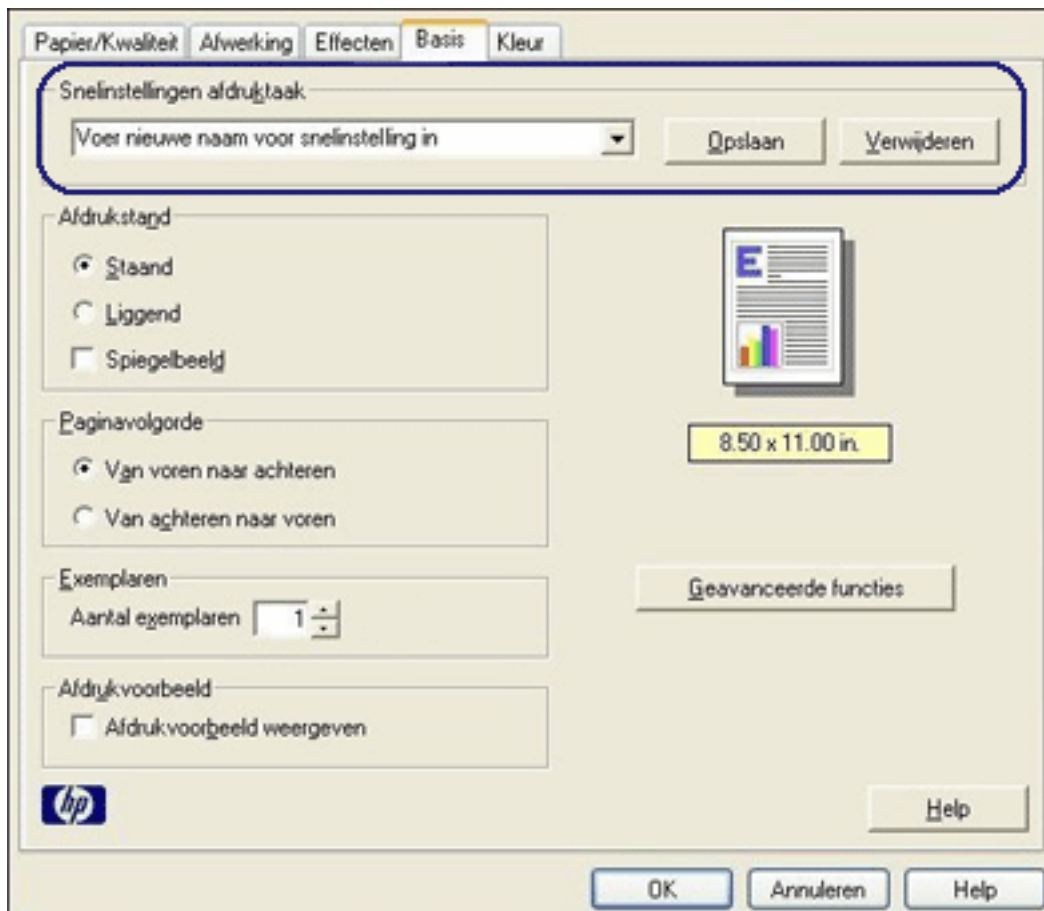 Papier/Kwaliteit Afwerking Effecten Basis Kleur
Snelinstellingen afdruktaak
Voer nieuwe naam voor snelinstelling in Opslaan Verwijderen
Afdrukstand
Staand
Liggend
Spiegelbeeld
E
8.50 x 11.00 in.
Paginavolgorde
Van voren naar achteren
Van achteren naar voren
Exemplaren
Aantal exemplaren 1
Geavanceerde functies
Afdrukvoorbeeld
Afdrukvoorbeeld weergeven
hp
Help
OK Annuleren Help